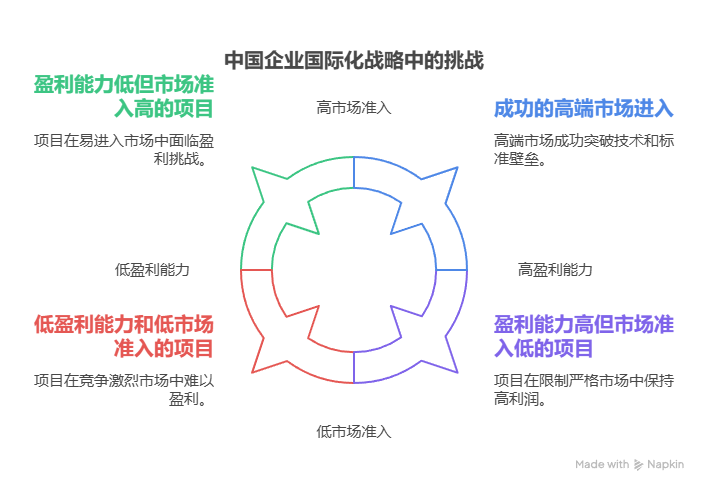 中国企业国际化战略中的挑战
盈利能力低但市场准
入高的项目
项目在易进入市场中面临盈
利挑战。
高市场准入
成功的高端市场进入
高端市场成功突破技术和标
准壁垒。
低盈利能力
高盈利能力
低盈利能力和低市场
准入的项目
项目在竞争激烈市场中难以
盈利。
盈利能力高但市场准
入低的项目
项目在限制严格市场中保持
高利润。
低市场准入
Made with Napkin